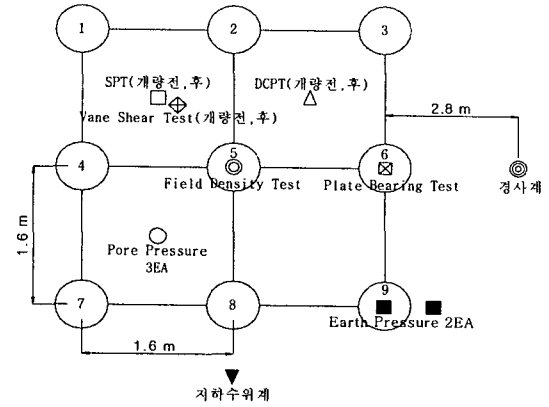 1
2
3
SPT(개량전,후)
DCPT(개량전,후)
Vane Shear Test(개량전,후)
2.8 m
4
5
6
Field Density Test
Plate Bearing Test
경사계
1.6 m
Pore Pressure
3EA
7
8
9
Earth Pressure 2EA
1.6 m
지하수위계